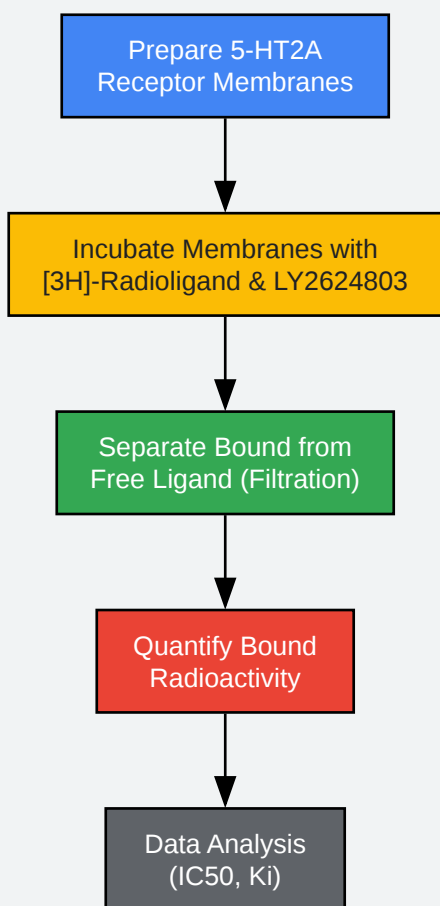 Prepare 5-HT2A
Receptor Membranes
Incubate Membranes with
[3H]-Radioligand & LY2624803
Separate Bound from
Free Ligand (Filtration)
Quantify Bound
Radioactivity
Data Analysis
(IC50, Ki)